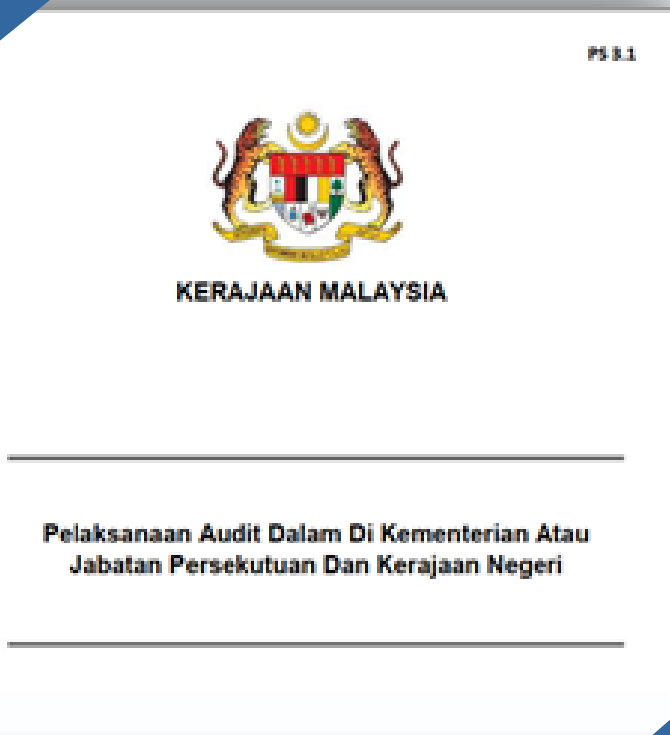 PS 3.1
KERAJAAN MALAYSIA
Pelaksanaan Audit Dalam Di Kementerian Atau
Jabatan Persekutuan Dan Kerajaan Negeri